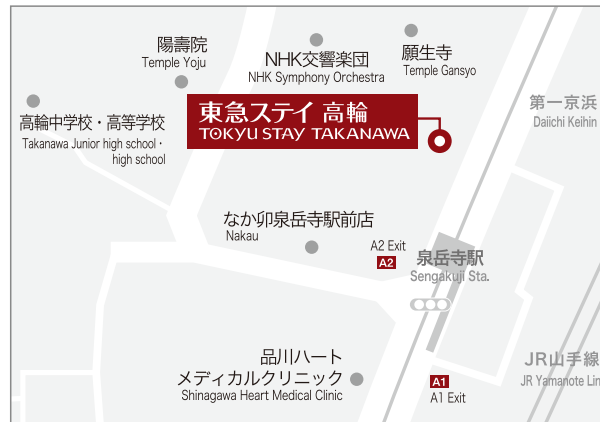 陽壽院
Temple Yoju
NHK交響楽団
NHK Symphony Orchestra
願生寺
Temple Gansyo
高輪中学校・高等学校
Takanawa Junior high school・
high school
東急ステイ 高輪
TOKYU STAY TAKANAWA
第一京浜
Daiichi Keihin
なか卯泉岳寺駅前店
Nakau
A2 Exit
A2
泉岳寺駅
Sengakuji Sta.
品川ハート
メディカルクリニック
Shinagawa Heart Medical Clinic
A1
A1 Exit
JR山手線
JR Yamanote Lin